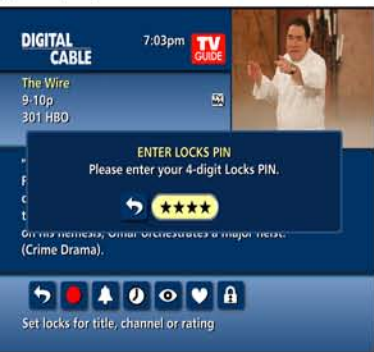 DIGITAL
CABLE
7:03pm
TV
GUIDE
The Wire
9-10p
301 HBO
ENTER LOCKS PIN
Please enter your 4-digit Locks PIN.
★★★★
on his nemesis, Omar orchestrates a major heist.
(Crime Drama).
Set locks for title, channel or rating